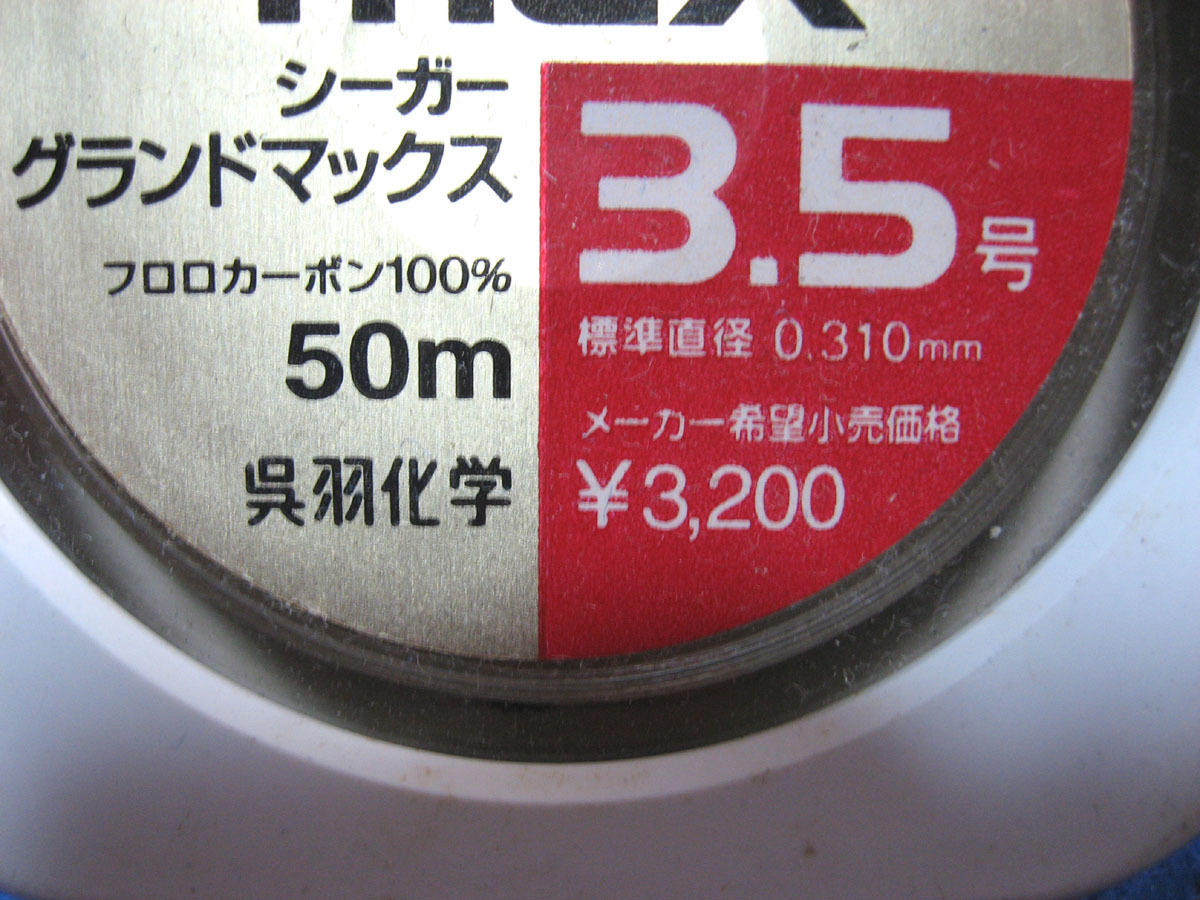 max
シーガー
グランドマックス
フロロカーボン100%
50m
呉羽化学
3.5号
標準直径 0.310mm
メーカー希望小売価格
¥3,200